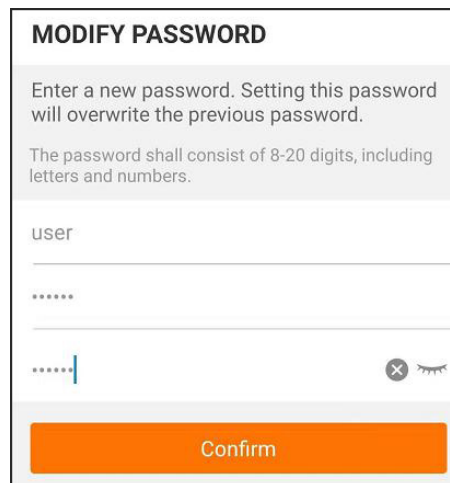 MODIFY PASSWORD
Enter a new password. Setting this password
will overwrite the previous password.
The password shall consist of 8-20 digits, including
letters and numbers.
user
••••••
••••••
Confirm